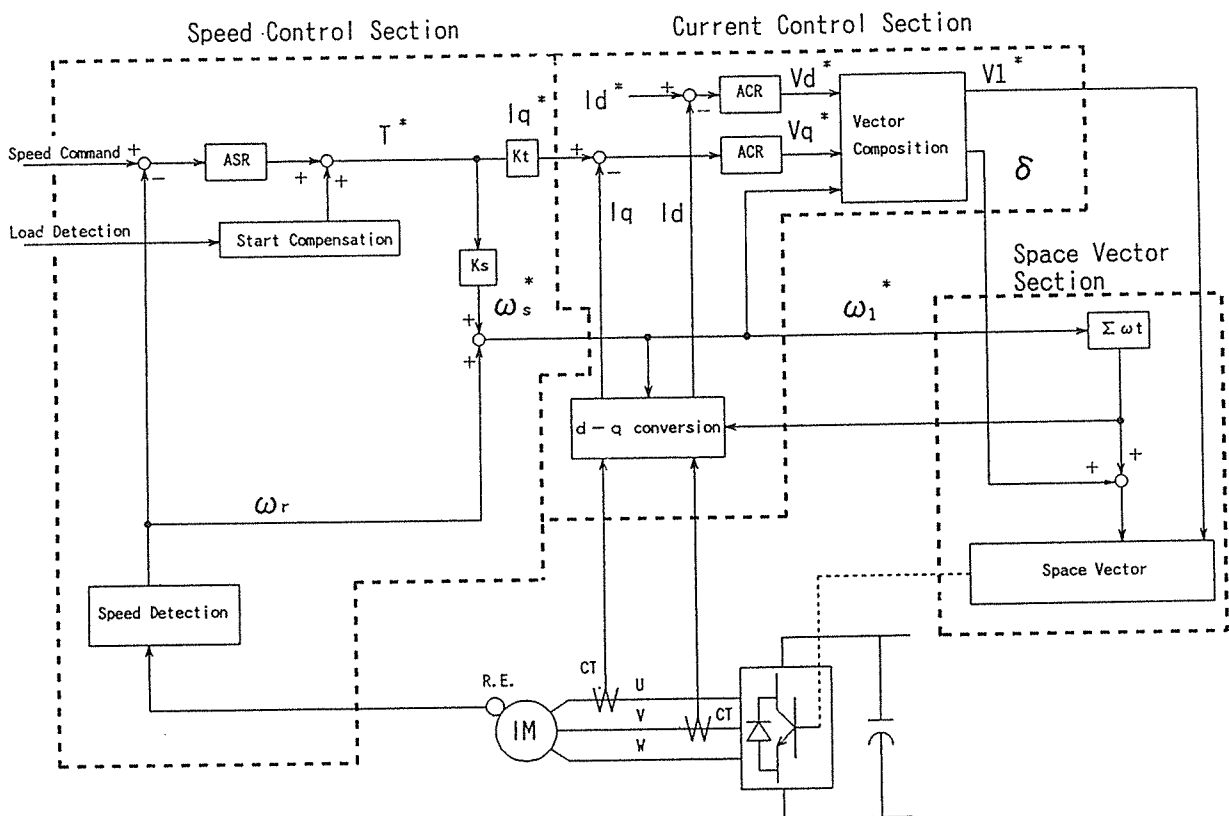 Speed Control Section
Current Control Section
Speed Command
+
−
ASR
+
+
T*
Iq*
Kt
+
−
Id*
+
−
ACR
Vd*
ACR
Vq*
Vector
Composition
V1*
δ
Load Detection
Start Compensation
Iq
Id
Ks
ωs*
+
+
ω1*
Space Vector
Section
Σωt
d−q conversion
+
+
ωr
Space Vector
Speed Detection
R.E.
IM
CT
U
V
W
CT